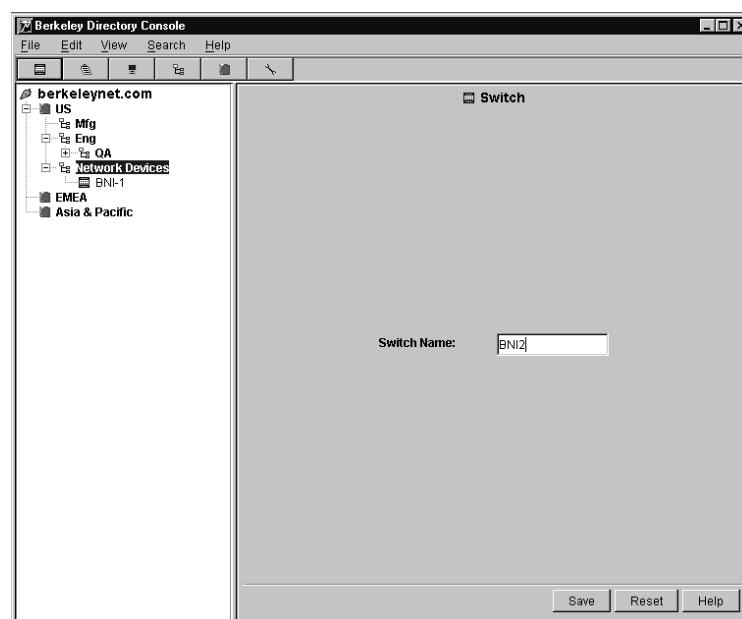 Berkeley Directory Console
File Edit View Search Help
berkeleynet.com
US
Mfg
Eng
QA
Network Devices
BNI-1
EMEA
Asia & Pacific
Switch
Switch Name: BNI2
Save Reset Help